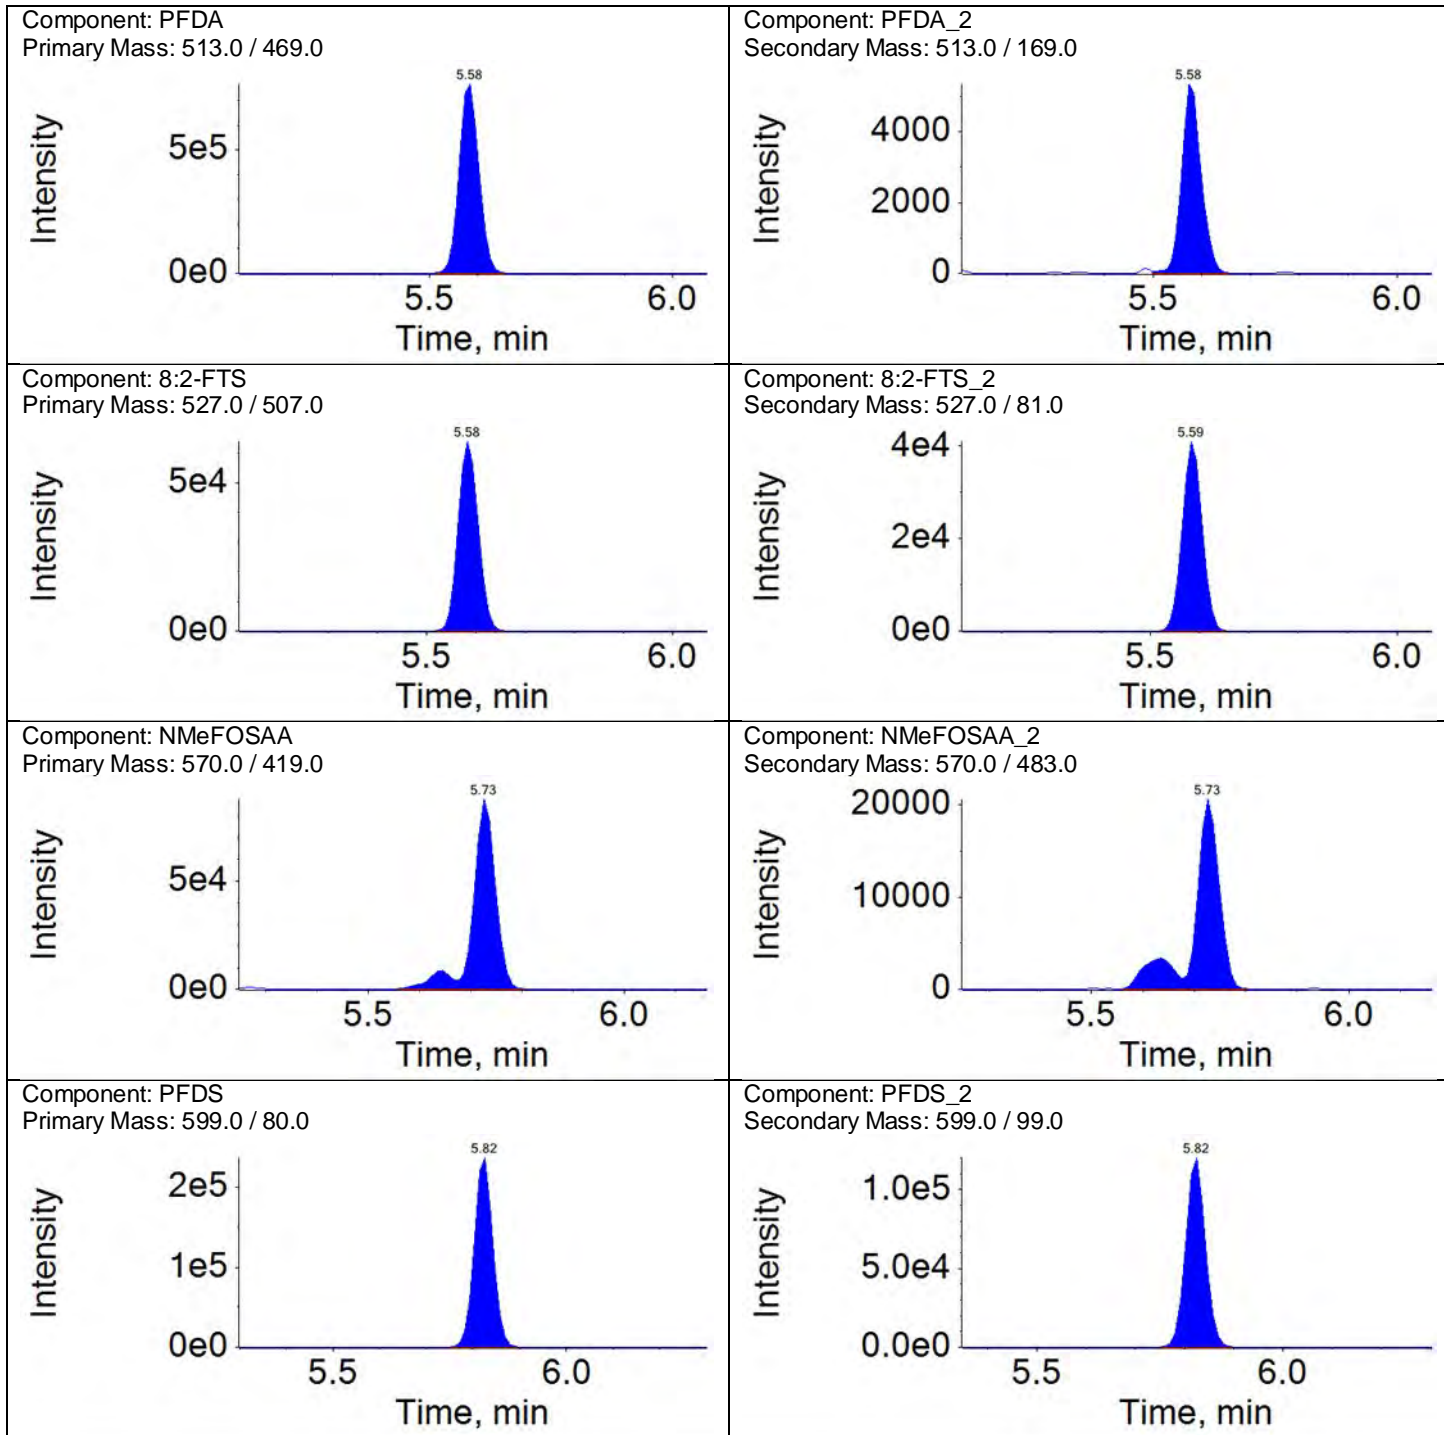 Component: PFDA
Primary Mass: 513.0 / 469.0
5.58
Intensity
5e5
0e0
5.5
6.0
Time, min
Component: PFDA_2
Secondary Mass: 513.0 / 169.0
5.58
Intensity
4000
2000
0
5.5
6.0
Time, min
Component: 8:2-FTS
Primary Mass: 527.0 / 507.0
5.58
Intensity
5e4
0e0
5.5
6.0
Time, min
Component: 8:2-FTS_2
Secondary Mass: 527.0 / 81.0
5.59
Intensity
4e4
2e4
0e0
5.5
6.0
Time, min
Component: NMeFOSAA
Primary Mass: 570.0 / 419.0
5.73
Intensity
5e4
0e0
5.5
6.0
Time, min
Component: NMeFOSAA_2
Secondary Mass: 570.0 / 483.0
5.73
Intensity
20000
10000
0
5.5
6.0
Time, min
Component: PFDS
Primary Mass: 599.0 / 80.0
5.82
Intensity
2e5
1e5
0e0
5.5
6.0
Time, min
Component: PFDS_2
Secondary Mass: 599.0 / 99.0
5.82
Intensity
1.0e5
5.0e4
0.0e0
5.5
6.0
Time, min